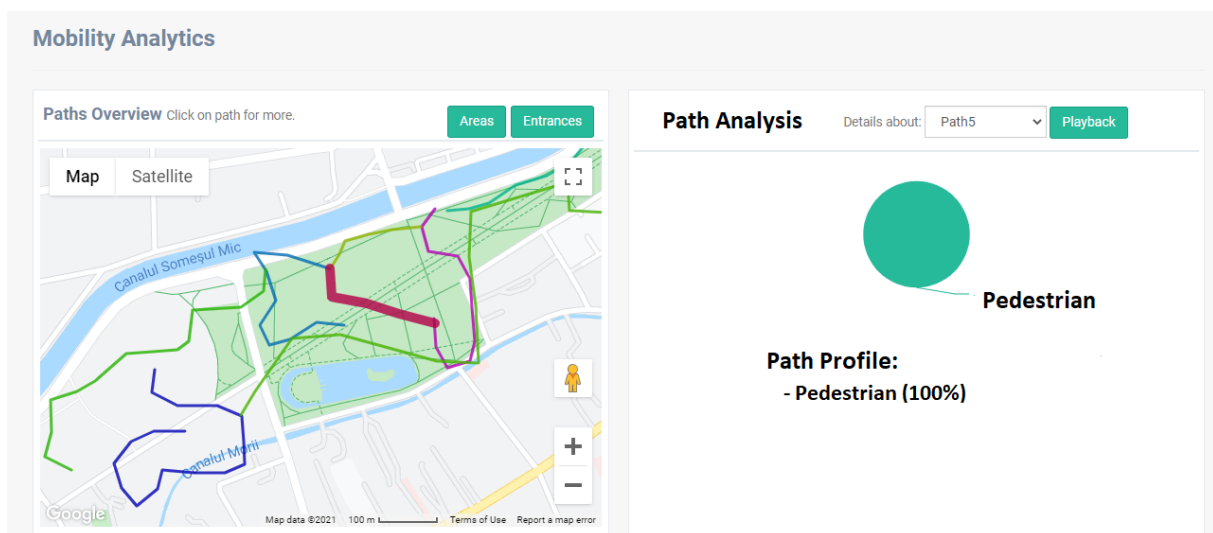 Mobility Analytics
Paths Overview Click on path for more.
Areas
Entrances
Map
Satellite
Canalul Someșul Mic
Canalul Morii
Google
Map data ©2021
100 m
Terms of Use
Report a map error
Path Analysis
Details about:
Path5
Playback
Pedestrian
Path Profile:
- Pedestrian (100%)